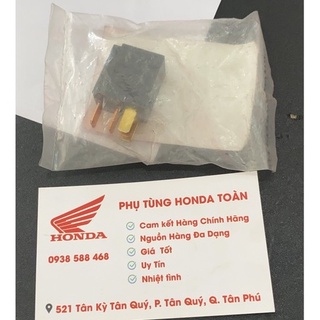 PHỤ TÙNG HONDA TOÀN
Cam kết Hàng Chính Hãng
Nguồn Hàng Đa Dạng
Giá Tốt
Uy Tín
Nhiệt tình
HONDA
0938 588 468
521 Tân Kỳ Tân Quý, P. Tân Quý, Q. Tân Phú